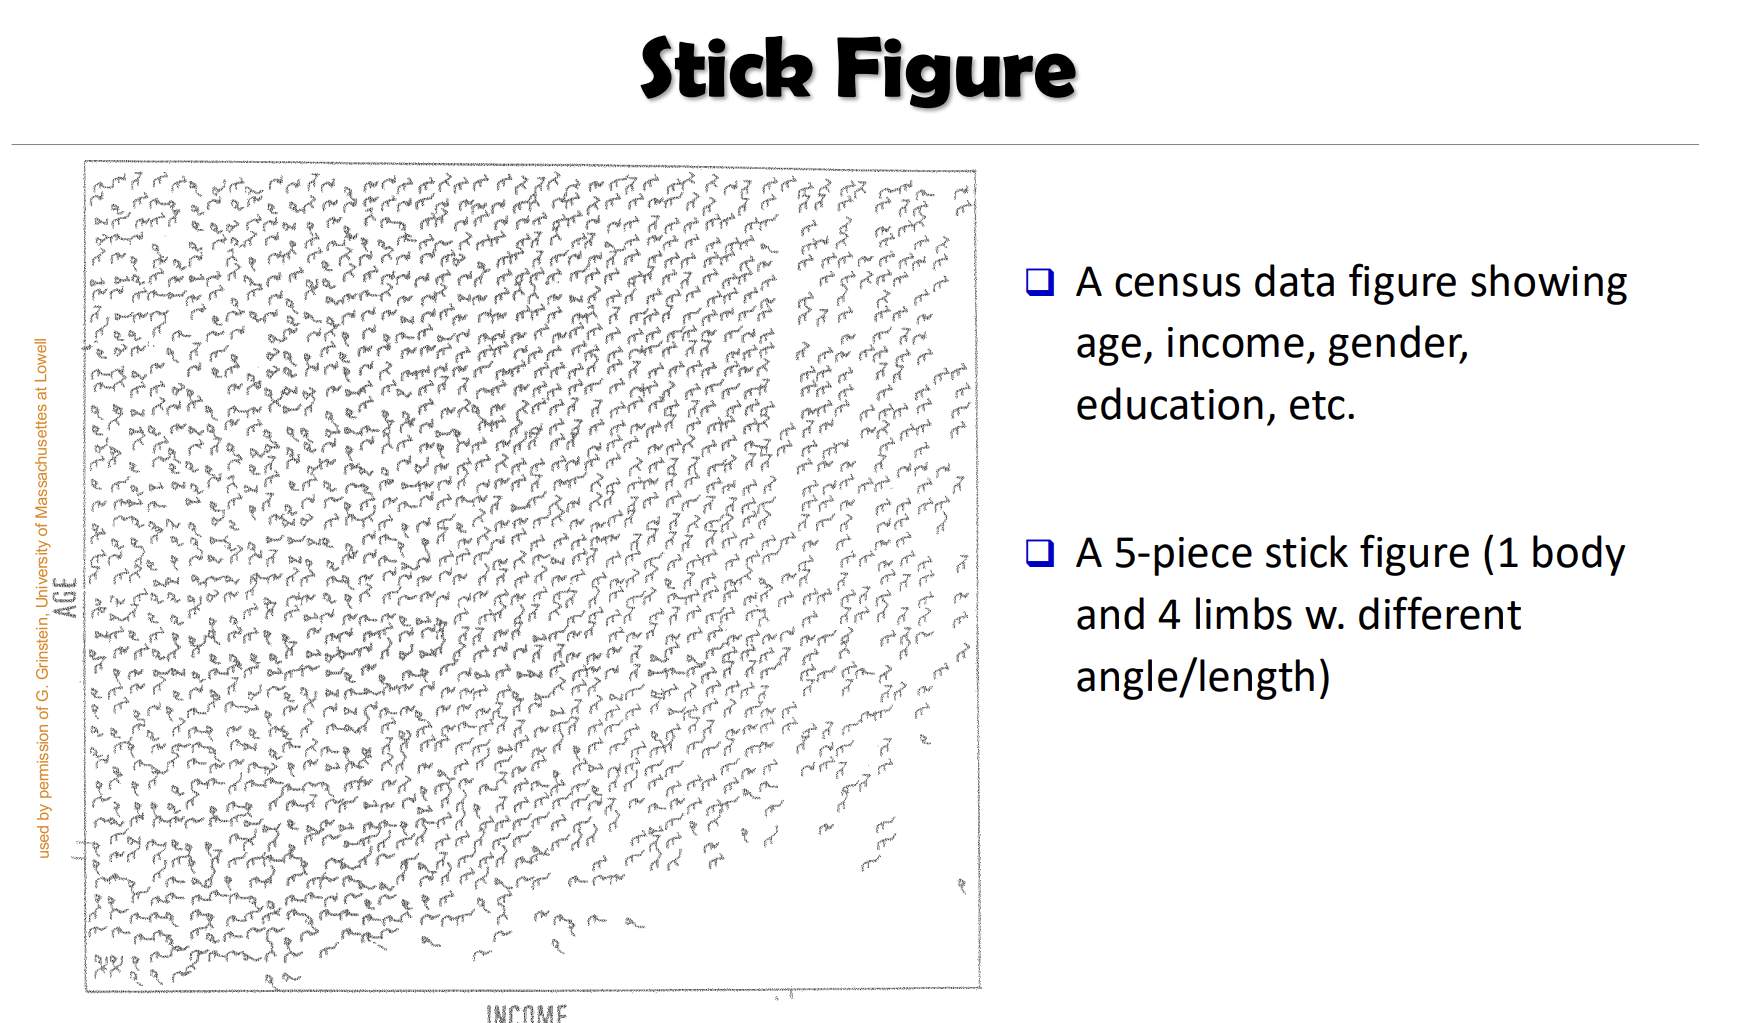 Stick Figure
used by permission of G. Grinstein, University of Massachusettes at Lowell
AGE
INCOME
A census data figure showing
age, income, gender,
education, etc.
A 5-piece stick figure (1 body
and 4 limbs w. different
angle/length)